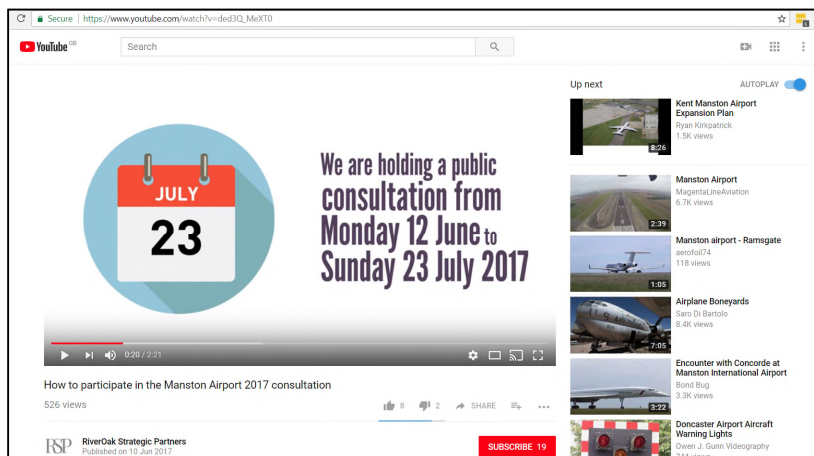 Secure | https://www.youtube.com/watch?v=ded3Q_MeXT0
YouTube GB
Search
Up next
AUTOPLAY
JULY
23
We are holding a public
consultation from
Monday 12 June to
Sunday 23 July 2017
0:20 / 2:21
How to participate in the Manston Airport 2017 consultation
526 views
8
2
SHARE
RSP
RiverOak Strategic Partners
Published on 10 Jun 2017
SUBSCRIBE 19
8:26
Kent Manston Airport
Expansion Plan
Ryan Kirkpatrick
1.5K views
2:39
Manston Airport
MagentaLineAviation
6.7K views
1:05
Manston airport - Ramsgate
aerofoil74
118 views
7:05
Airplane Boneyards
Saro Di Bartolo
8.4K views
3:22
Encounter with Concorde at
Manston International Airport
Bond Bug
3.3K views
Doncaster Airport Aircraft
Warning Lights
Owen J. Gunn Videography